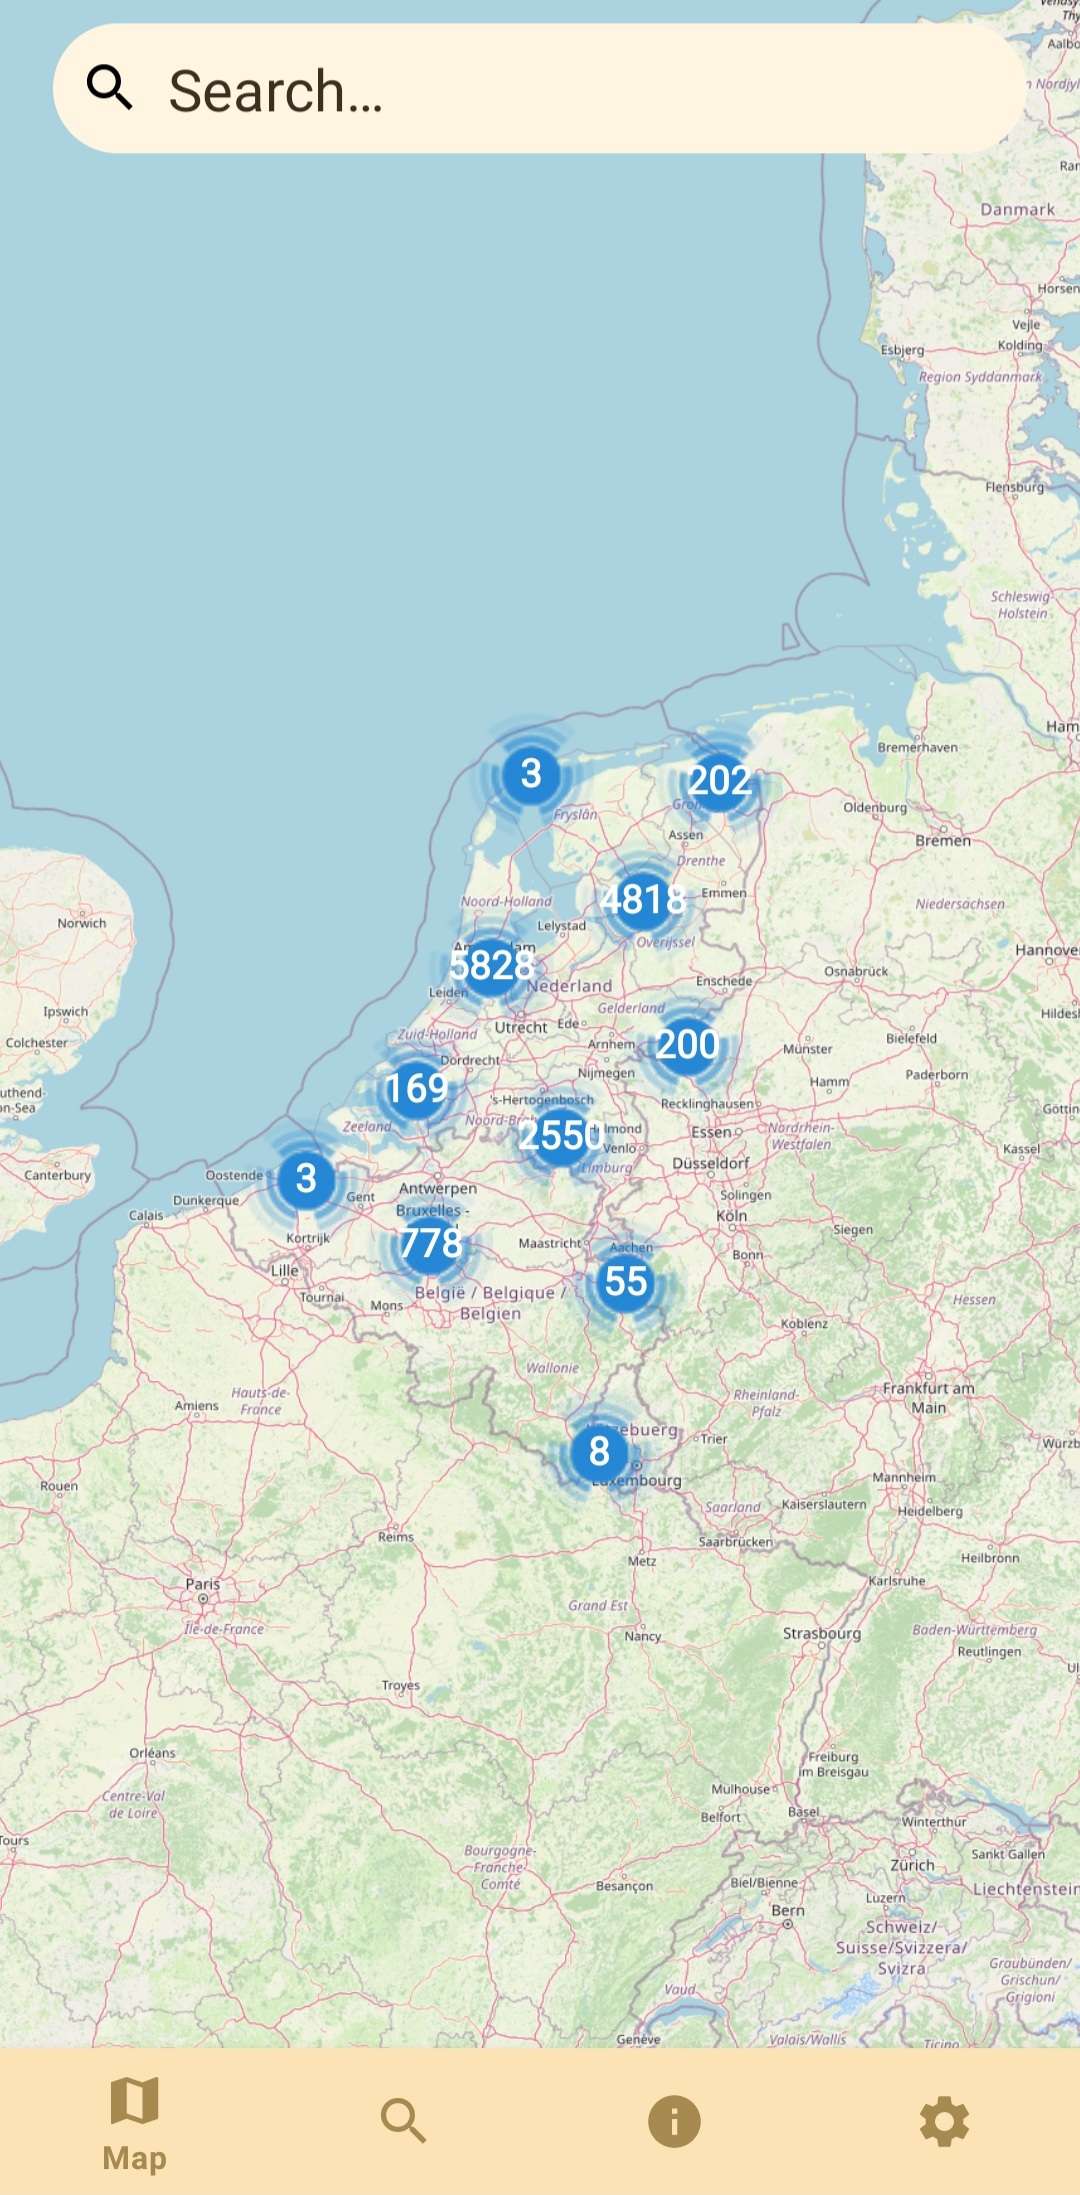 Search…
Aalbo
n Nordjyl
Ran
Danmark
Horsen
Vejle
Kolding
Esbjerg
Region Syddanmark
Flensburg
Schleswig-
Holstein
Ham
Bremerhaven
3
202
Fryslân
Oldenburg
Assen
Bremen
Drenthe
4818
Emmen
Noord-Holland
Niedersachsen
Norwich
Lelystad
Overijssel
Hannove
5828
Osnabrück
Enschede
Nederland
Leiden
Ipswich
Gelderland
Hildes
Utrecht
Ede
Zuid-Holland
Bielefeld
Colchester
200
Arnhem
Münster
Dordrecht
Nijmegen
Paderborn
Hamm
169
uthend-
on-Sea
's-Hertogenbosch
Recklinghausen
Göttin
Zeeland
2550
Essen
Nordrhein-
Westfalen
Venlo
Kassel
Limburg
Düsseldorf
Canterbury
Oostende
3
Antwerpen
Gent
Solingen
Dunkerque
Bruxelles -
Calais
Köln
Siegen
Kortrijk
778
Maastricht
Aachen
Bonn
Lille
55
Tournai
België / Belgique /
Belgien
Mons
Hessen
Koblenz
Wallonie
Hauts-de-
France
Rheinland-
Pfalz
Frankfurt am
Main
Amiens
8
Trier
Würzb
Luxembourg
Rouen
Mannheim
Saarland
Kaiserslautern
Heidelberg
Reims
Saarbrücken
Metz
Heilbronn
Karlsruhe
Paris
Île-de-France
Grand Est
Nancy
Strasbourg
Baden-Württemberg
Reutlingen
Ul
Troyes
Orléans
Freiburg
im Breisgau
Centre-Val
de Loire
Mulhouse
Belfort
Basel
Winterthur
Tours
Bourgogne-
Franche-
Comté
Sankt Gallen
Zürich
Besançon
Biel/Bienne
Liechtenstein
Luzern
Bern
Schweiz/
Suisse/Svizzera/
Svizra
Graubünden/
Grischun/
Grigioni
Vaud
Genève
Valais/Wallis
Ticino
Map